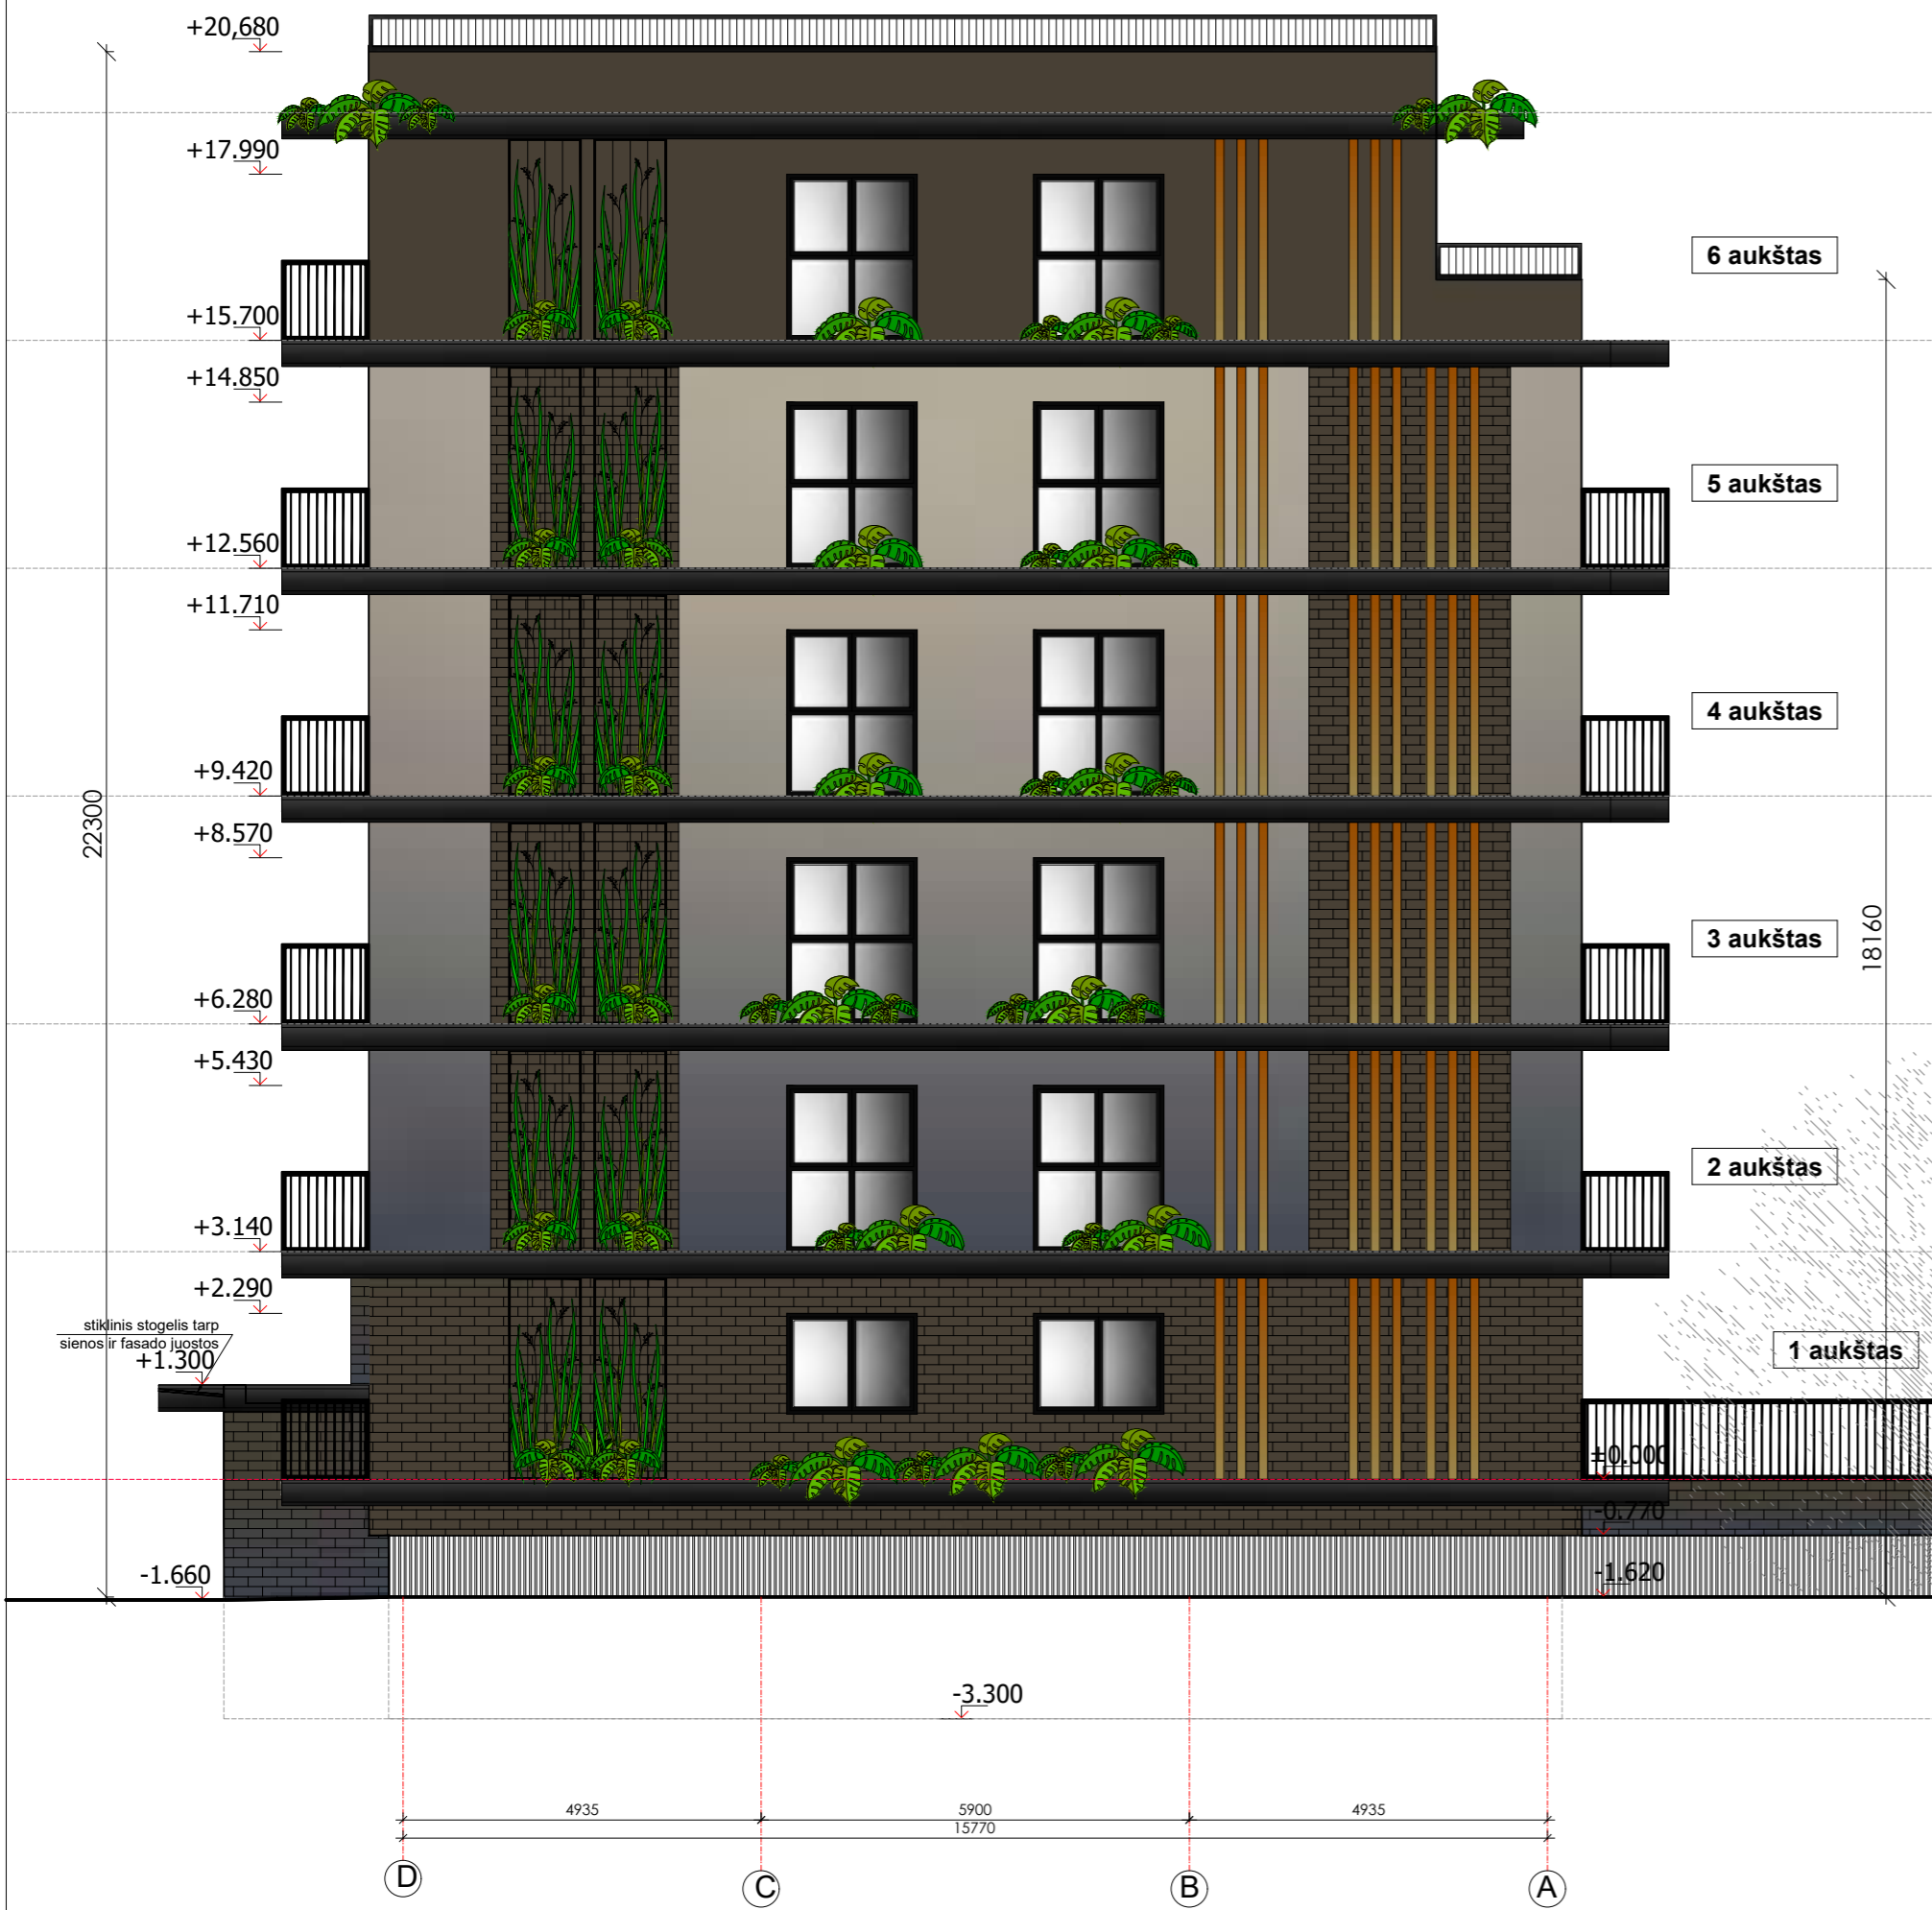 +20,680
+17.990
6 aukštas
+15.700
+14.850
5 aukštas
+12.560
+11.710
4 aukštas
+9.420
22300
+8.570
3 aukštas
18160
+6.280
+5.430
2 aukštas
+3.140
+2.290
stiklinis stogelis tarp
sienos ir fasado juostos
+1.300
1 aukštas
±0.000
-0.770
-1.660
-1.620
-3.300
4935
5900
4935
15770
D
C
B
A